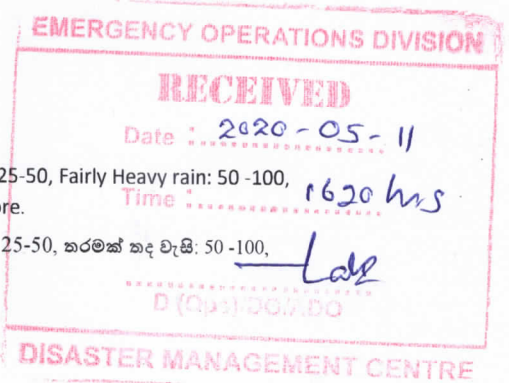 EMERGENCY OPERATIONS DIVISION
RECEIVED
Date : 2020-05-11
25-50, Fairly Heavy rain: 50 -100,
Time : 1620 hrs
re.
25-50, තරමක් තද වැසි: 50 -100,
DISASTER MANAGEMENT CENTRE